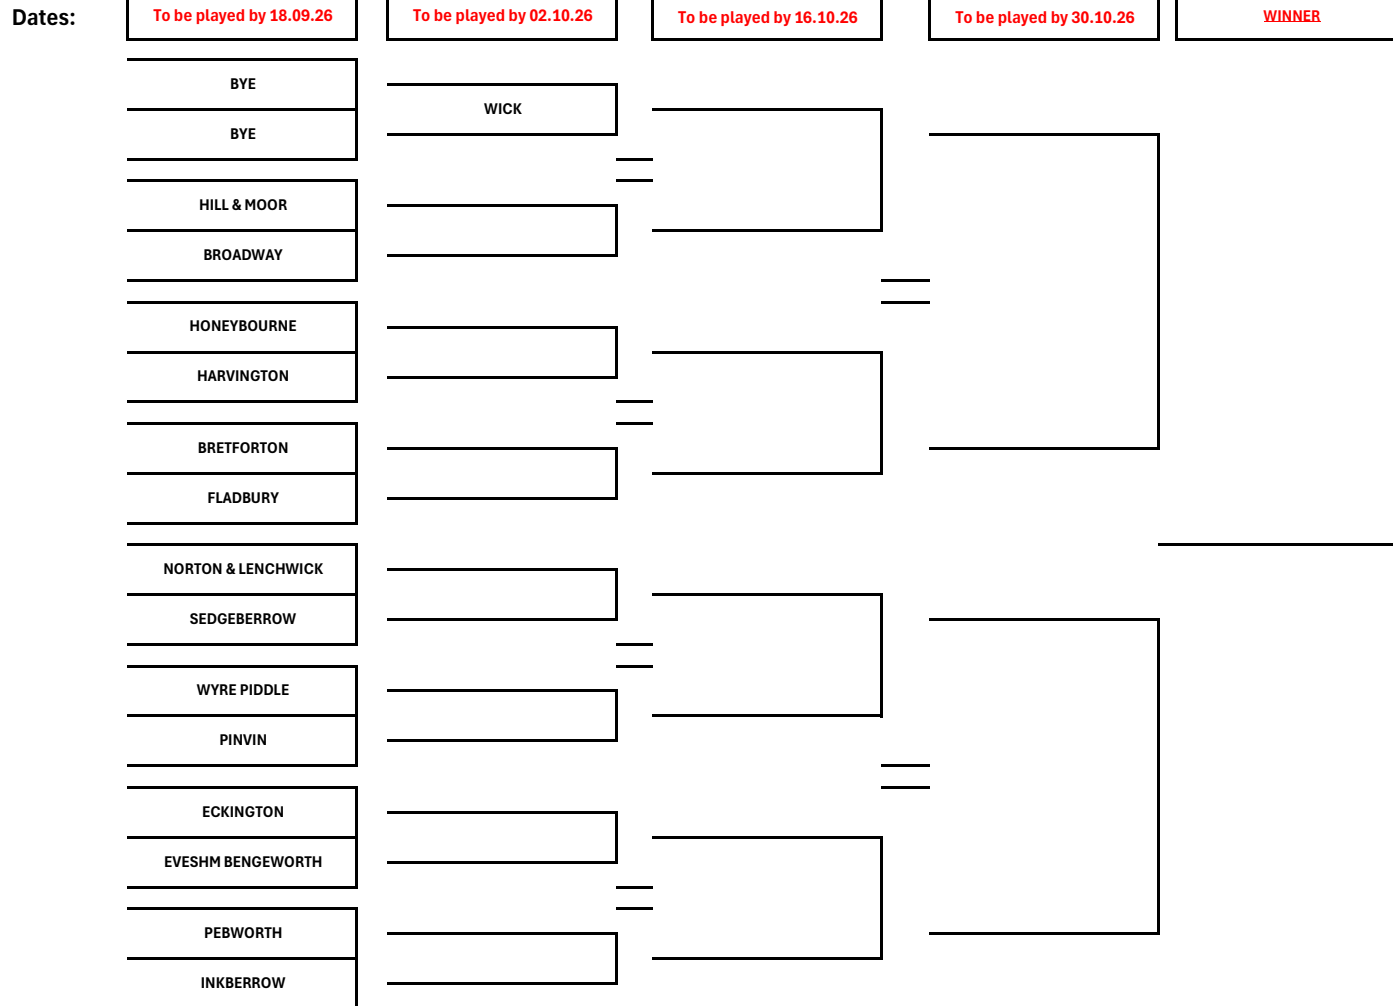 Dates:
To be played by 18.09.26
To be played by 02.10.26
To be played by 16.10.26
To be played by 30.10.26
WINNER
BYE
BYE
WICK
HILL & MOOR
BROADWAY
HONEYBOURNE
HARVINGTON
BRETFORTON
FLADBURY
NORTON & LENCHWICK
SEDGEBERROW
WYRE PIDDLE
PINVIN
ECKINGTON
EVESHM BENGEWORTH
PEBWORTH
INKBERROW